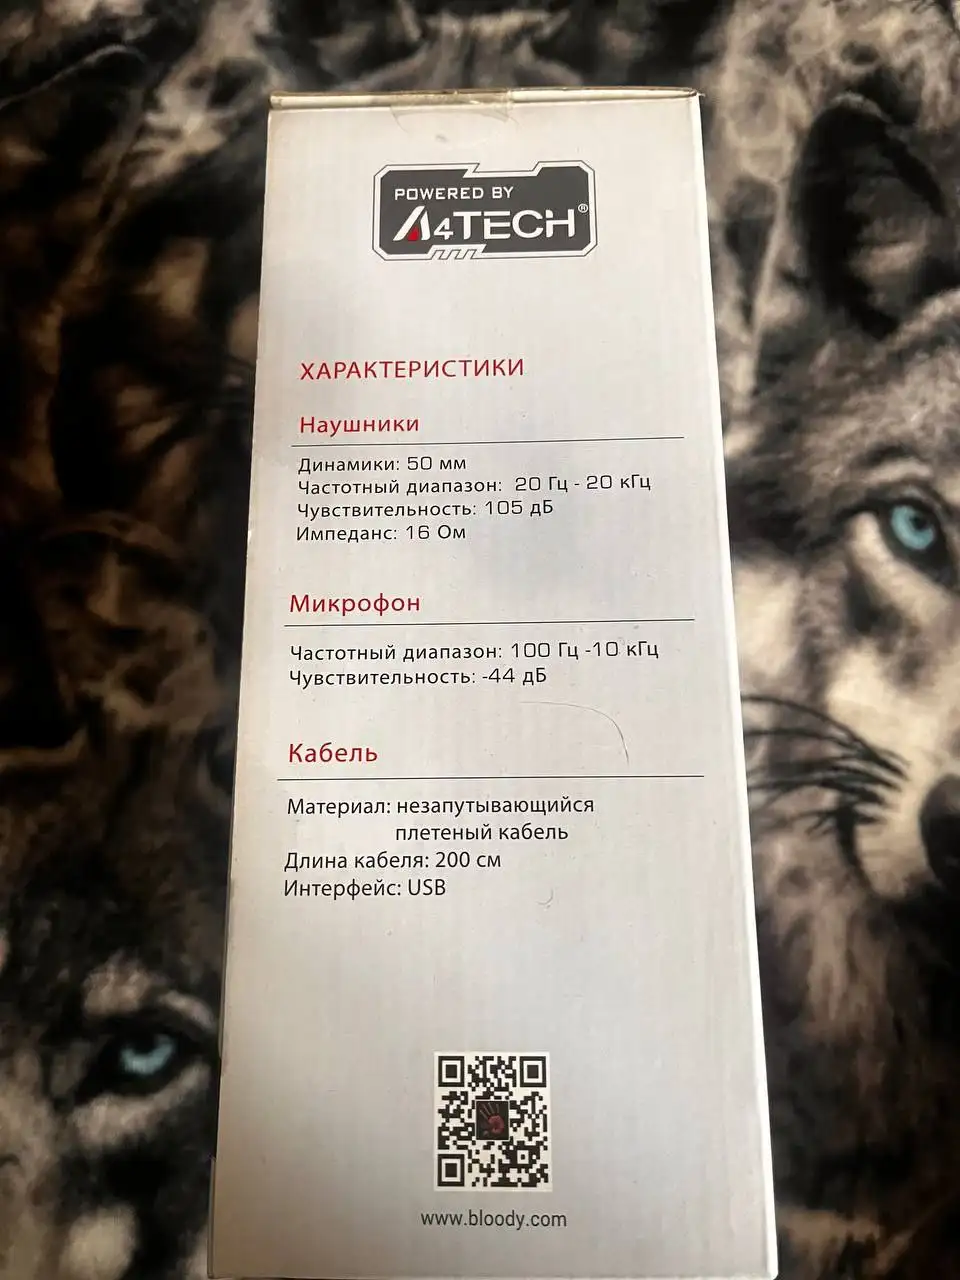 POWERED BY
A4TECH®
ХАРАКТЕРИСТИКИ
Наушники
Динамики: 50 мм
Частотный диапазон: 20 Гц - 20 кГц
Чувствительность: 105 дБ
Импеданс: 16 Ом
Микрофон
Частотный диапазон: 100 Гц -10 кГц
Чувствительность: -44 дБ
Кабель
Материал: незапутывающийся
плетеный кабель
Длина кабеля: 200 см
Интерфейс: USB
www.bloody.com